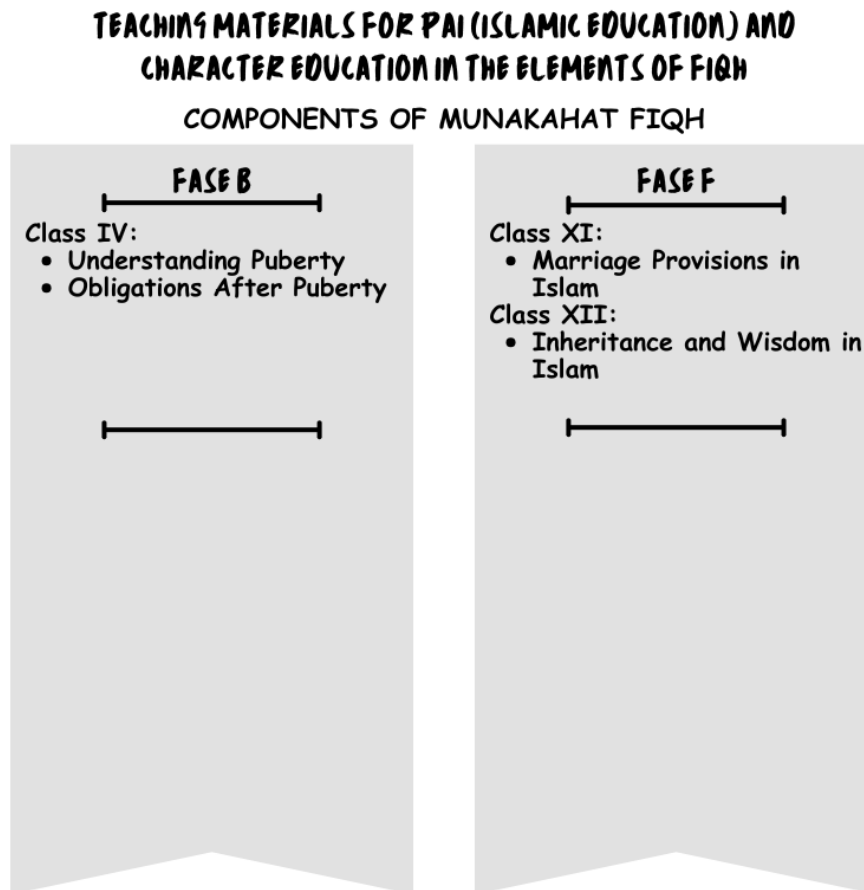 TEACHING MATERIALS FOR PAI (ISLAMIC EDUCATION) AND
CHARACTER EDUCATION IN THE ELEMENTS OF FIQH
COMPONENTS OF MUNAKAHAT FIQH
FASE B
Class IV:
• Understanding Puberty
• Obligations After Puberty
FASE F
Class XI:
• Marriage Provisions in
Islam
Class XII:
• Inheritance and Wisdom in
Islam